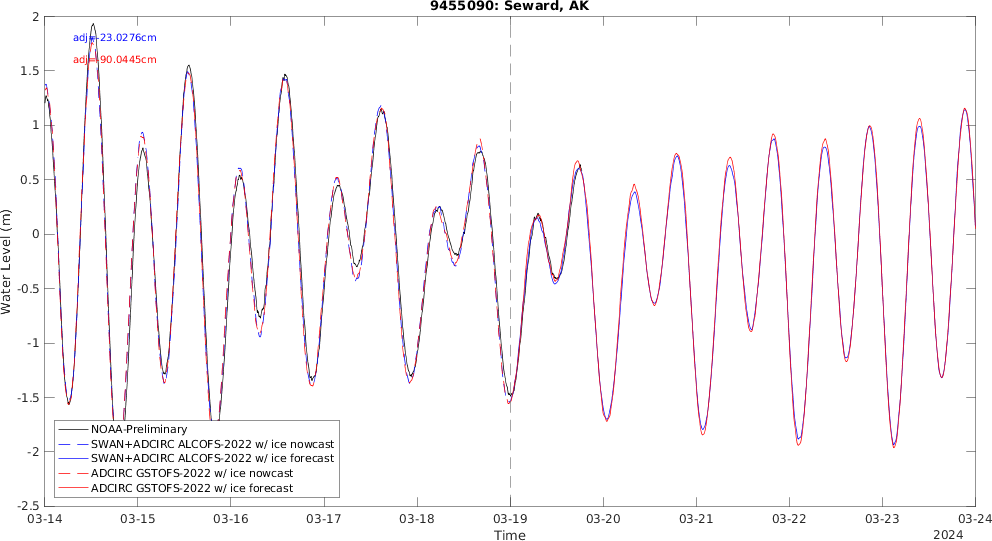 9455090: Seward, AK
adj=-23.0276cm
adj=-90.0445cm
2
1.5
1
0.5
0
-0.5
-1
-1.5
-2
-2.5
Water Level (m)
NOAA-Preliminary
SWAN+ADCIRC ALCOFS-2022 w/ ice nowcast
SWAN+ADCIRC ALCOFS-2022 w/ ice forecast
ADCIRC GSTOFS-2022 w/ ice nowcast
ADCIRC GSTOFS-2022 w/ ice forecast
03-14 03-15 03-16 03-17 03-18 03-19 03-20 03-21 03-22 03-23 03-24
Time
2024